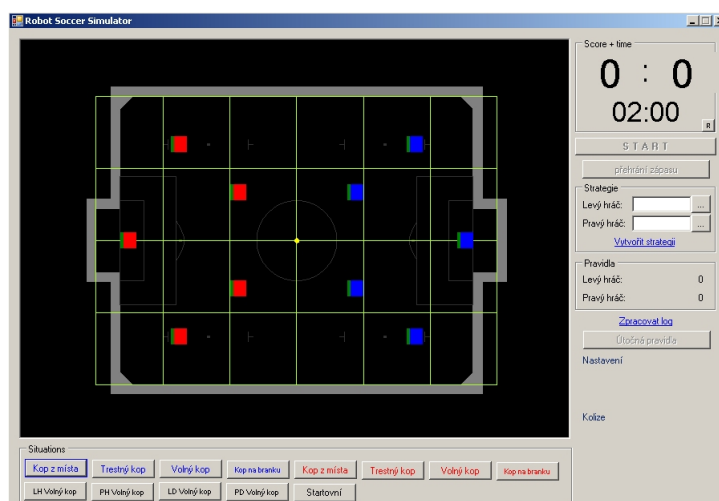 Robot Soccer Simulator
Score + time
0 : 0
02:00
R
START
přehrání zápasu
Strategie
Levý hráč:
...
Pravý hráč:
...
Vytvořit strategii
Pravidla
Levý hráč: 0
Pravý hráč: 0
Zpracovat log
Útočná pravidla
Nastavení
Kolize
Situations
Kop z místa Trestný kop Volný kop Kop na branku Kop z místa Trestný kop Volný kop Kop na branku
LH Volný kop PH Volný kop LD Volný kop PD Volný kop Startovní